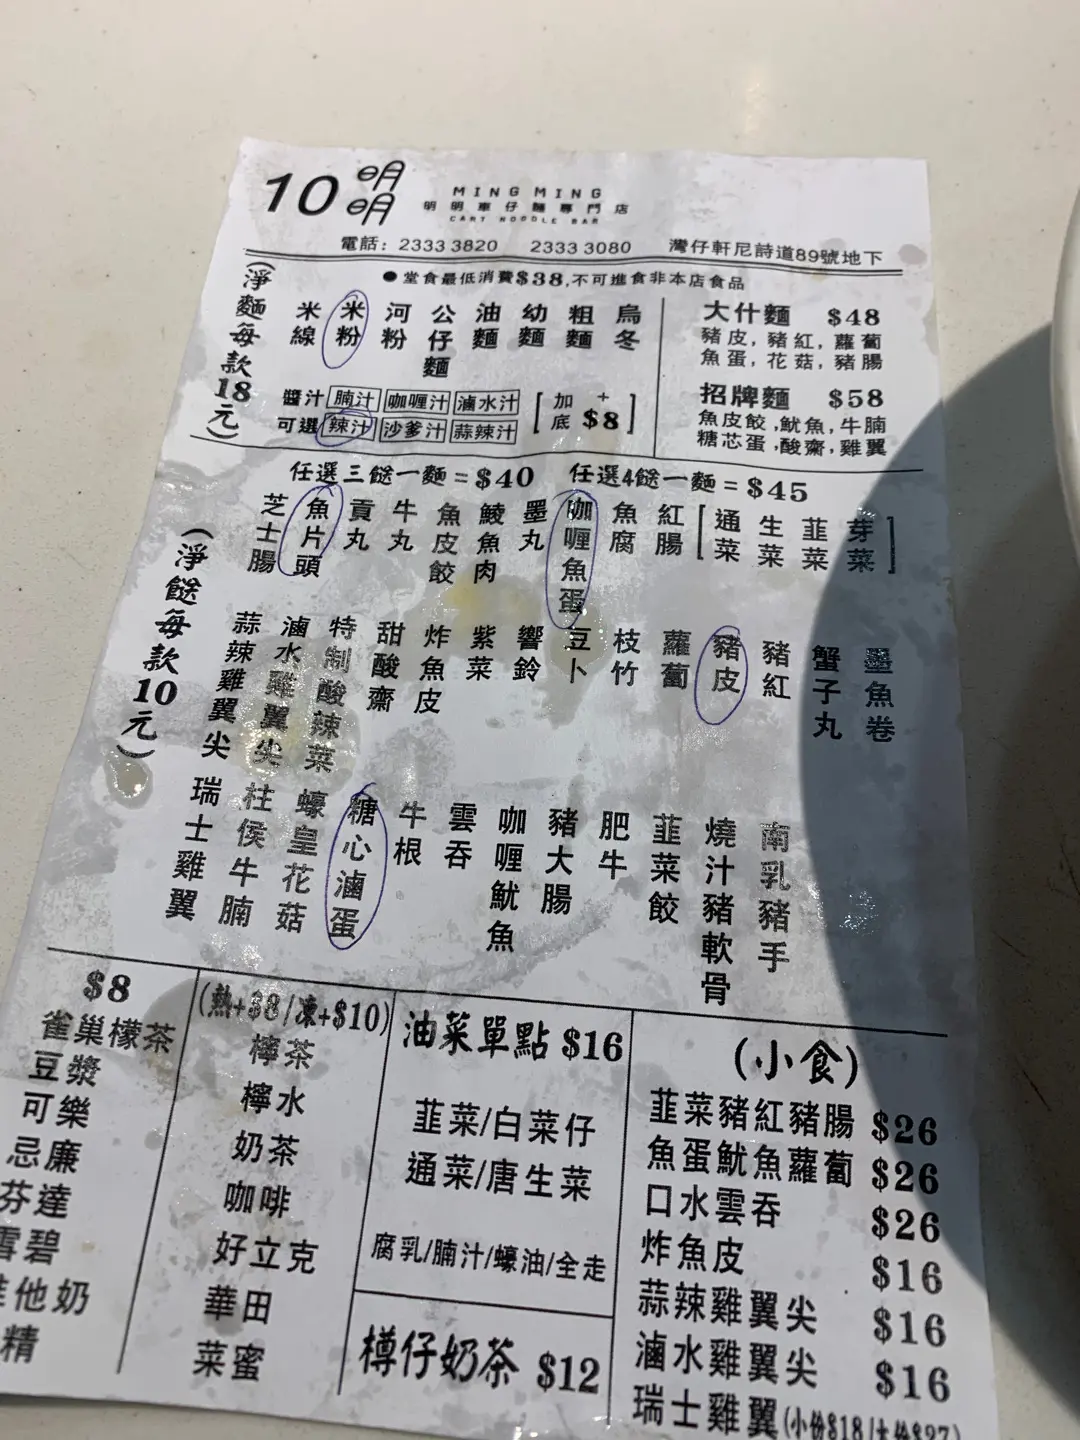 10 明明 MING MING
明明車仔麵專門店
CART NOODLE BAR
電話: 2333 3820 2333 3080 灣仔軒尼詩道89號地下
●堂食最低消費$38,不可進食非本店食品
(淨麵每款18元)
米線 米粉 河粉 公仔麵 油麵 幼麵 粗麵 烏冬
醬汁可選 腩汁 咖喱汁 滷水汁 辣汁 沙爹汁 蒜辣汁
[加底 + $8]
大什麵 $48
豬皮,豬紅,蘿蔔
魚蛋,花菇,豬腸
招牌麵 $58
魚皮餃,魷魚,牛腩
糖芯蛋,酸齋,雞翼
任選三餸一麵=$40 任選4餸一麵=$45
(淨餸每款10元)
芝士腸 魚片頭 貢丸 牛丸 魚皮餃 鯪魚肉 墨丸 咖喱魚蛋 魚腐 紅腸 [通菜 生菜 韮菜 芽菜]
蒜辣雞翼尖 滷水雞翼尖 特制酸辣菜 甜酸齋 炸魚皮 紫菜 響鈴 豆卜 枝竹 蘿蔔 豬皮 豬紅 蟹子丸 墨魚卷
瑞士雞翼 柱侯牛腩 蠔皇花菇 糖心滷蛋 牛根 雲吞 咖喱魷魚 豬大腸 肥牛 韮菜餃 燒汁豬軟骨 南乳豬手
$8
雀巢檬茶
豆漿
可樂
忌廉
芬達
雪碧
維他奶
精
(熱+$8/凍+$10)
檸茶
檸水
奶茶
咖啡
好立克
華田
菜蜜
油菜單點 $16
韮菜/白菜仔
通菜/唐生菜
腐乳/腩汁/蠔油/全走
樽仔奶茶 $12
(小食)
韮菜豬紅豬腸 $26
魚蛋魷魚蘿蔔 $26
口水雲吞 $26
炸魚皮 $16
蒜辣雞翼尖 $16
滷水雞翼尖 $16
瑞士雞翼(小份$18/大份$27)